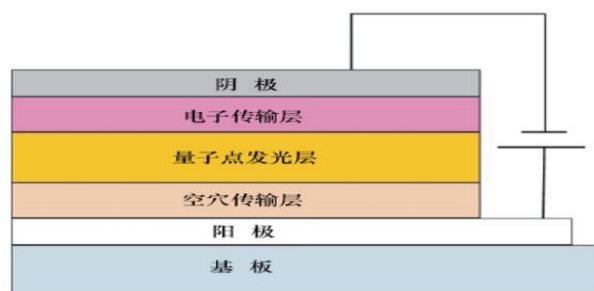 阴 极
电子传输层
量子点发光层
空穴传输层
阳 极
基 板